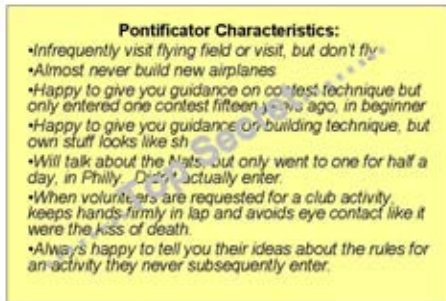 Pontificator Characteristics:
•Infrequently visit flying field or visit, but don't fly
•Almost never build new airplanes
•Happy to give you guidance on contest technique but
only entered one contest fifteen years ago, in beginner
•Happy to give you guidance on building technique, but
own stuff looks like sh
•Will talk about the Nats, but only went to one for half a
day, in Philly. Didn't actually enter.
•When volunteers are requested for a club activity,
keeps hands firmly in lap and avoids eye contact like it
were the kiss of death.
•Always happy to tell you their ideas about the rules for
an activity they never subsequently enter.
Top Secret